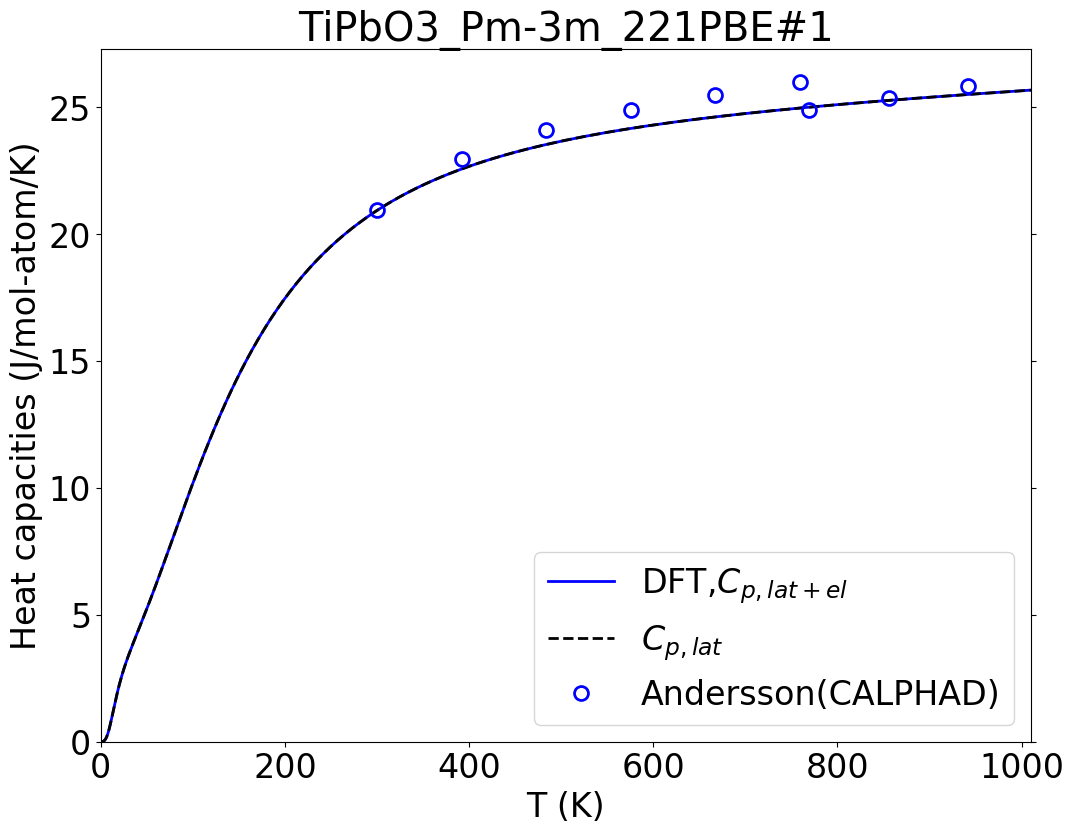 TiPbO3_Pm-3m_221PBE#1
Heat capacities (J/mol-atom/K)
25
20
15
10
5
0
0 200 400 600 800 1000
T (K)
DFT,$C_{p,lat+el}$
$C_{p,lat}$
Andersson(CALPHAD)